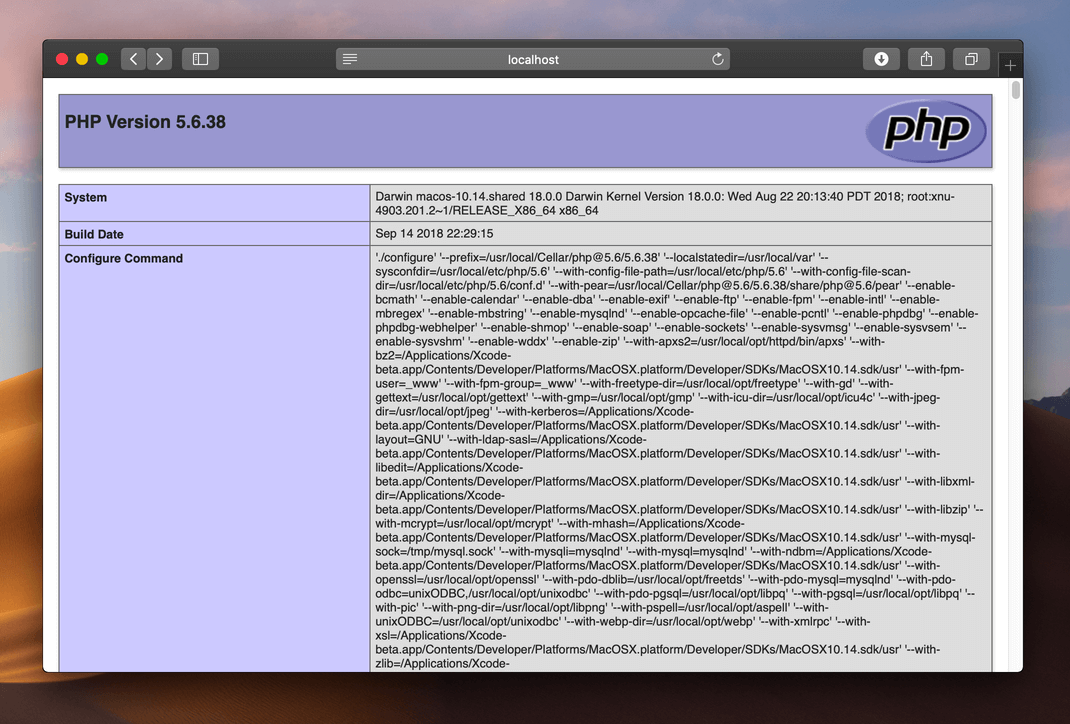 localhost
PHP Version 5.6.38
php
System
Darwin macos-10.14.shared 18.0.0 Darwin Kernel Version 18.0.0: Wed Aug 22 20:13:40 PDT 2018; root:xnu-
4903.201.2~1/RELEASE_X86_64 x86_64
Build Date
Sep 14 2018 22:29:15
Configure Command
'./configure' '--prefix=/usr/local/Cellar/php@5.6/5.6.38' '--localstatedir=/usr/local/var' '--
sysconfdir=/usr/local/etc/php/5.6' '--with-config-file-path=/usr/local/etc/php/5.6' '--with-config-file-scan-
dir=/usr/local/etc/php/5.6/conf.d' '--with-pear=/usr/local/Cellar/php@5.6/5.6.38/share/php@5.6/pear' '--enable-
bcmath' '--enable-calendar' '--enable-dba' '--enable-exif' '--enable-ftp' '--enable-fpm' '--enable-intl' '--enable-
mbregex' '--enable-mbstring' '--enable-mysqlnd' '--enable-opcache-file' '--enable-pcntl' '--enable-phpdbg' '--enable-
phpdbg-webhelper' '--enable-shmop' '--enable-soap' '--enable-sockets' '--enable-sysvmsg' '--enable-sysvsem' '--
enable-sysvshm' '--enable-wddx' '--enable-zip' '--with-apxs2=/usr/local/opt/httpd/bin/apxs' '--with-
bz2=/Applications/Xcode-
beta.app/Contents/Developer/Platforms/MacOSX.platform/Developer/SDKs/MacOSX10.14.sdk/usr' '--with-fpm-
user=_www' '--with-fpm-group=_www' '--with-freetype-dir=/usr/local/opt/freetype' '--with-gd' '--with-
gettext=/usr/local/opt/gettext' '--with-gmp=/usr/local/opt/gmp' '--with-icu-dir=/usr/local/opt/icu4c' '--with-jpeg-
dir=/usr/local/opt/jpeg' '--with-kerberos=/Applications/Xcode-
beta.app/Contents/Developer/Platforms/MacOSX.platform/Developer/SDKs/MacOSX10.14.sdk/usr' '--with-
layout=GNU' '--with-ldap-sasl=/Applications/Xcode-
beta.app/Contents/Developer/Platforms/MacOSX.platform/Developer/SDKs/MacOSX10.14.sdk/usr' '--with-
libedit=/Applications/Xcode-
beta.app/Contents/Developer/Platforms/MacOSX.platform/Developer/SDKs/MacOSX10.14.sdk/usr' '--with-libxml-
dir=/Applications/Xcode-
beta.app/Contents/Developer/Platforms/MacOSX.platform/Developer/SDKs/MacOSX10.14.sdk/usr' '--with-libzip' '--
with-mcrypt=/usr/local/opt/mcrypt' '--with-mhash=/Applications/Xcode-
beta.app/Contents/Developer/Platforms/MacOSX.platform/Developer/SDKs/MacOSX10.14.sdk/usr' '--with-mysql-
sock=/tmp/mysql.sock' '--with-mysqli=mysqlnd' '--with-mysql=mysqlnd' '--with-ndbm=/Applications/Xcode-
beta.app/Contents/Developer/Platforms/MacOSX.platform/Developer/SDKs/MacOSX10.14.sdk/usr' '--with-
openssl=/usr/local/opt/openssl' '--with-pdo-dblib=/usr/local/opt/freetds' '--with-pdo-mysql=mysqlnd' '--with-pdo-
odbc=unixODBC,/usr/local/opt/unixodbc' '--with-pdo-pgsql=/usr/local/opt/libpq' '--with-pgsql=/usr/local/opt/libpq' '--
with-pic' '--with-png-dir=/usr/local/opt/libpng' '--with-pspell=/usr/local/opt/aspell' '--with-
unixODBC=/usr/local/opt/unixodbc' '--with-webp-dir=/usr/local/opt/webp' '--with-xmlrpc' '--with-
xsl=/Applications/Xcode-
beta.app/Contents/Developer/Platforms/MacOSX.platform/Developer/SDKs/MacOSX10.14.sdk/usr' '--with-
zlib=/Applications/Xcode-